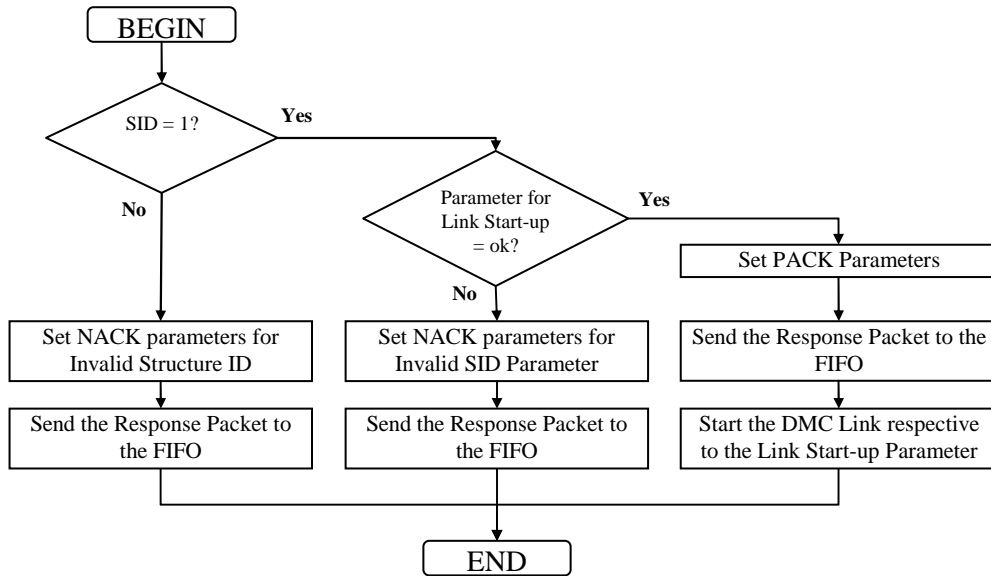 BEGIN
SID = 1?
Yes
No
Parameter for
Link Start-up
= ok?
Yes
No
Set PACK Parameters
Set NACK parameters for
Invalid Structure ID
Set NACK parameters for
Invalid SID Parameter
Send the Response Packet to the
FIFO
Send the Response Packet to
the FIFO
Send the Response Packet to
the FIFO
Start the DMC Link respective
to the Link Start-up Parameter
END